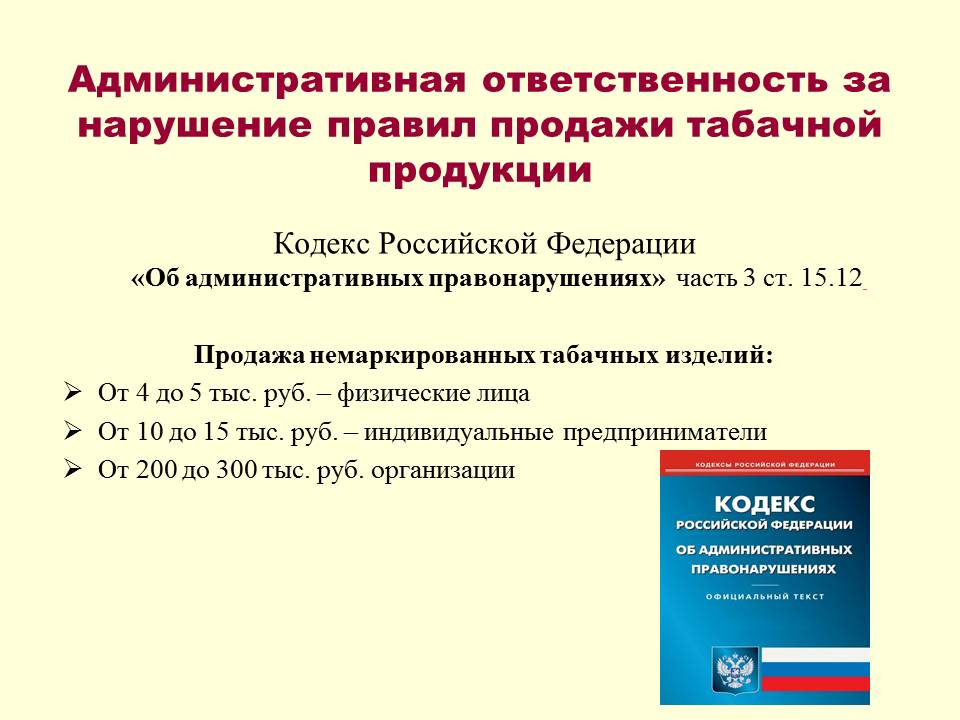 Административная ответственность за
нарушение правил продажи табачной
продукции
Кодекс Российской Федерации
«Об административных правонарушениях» часть 3 ст. 15.12
Продажа немаркированных табачных изделий:
От 4 до 5 тыс. руб. – физические лица
От 10 до 15 тыс. руб. – индивидуальные предприниматели
От 200 до 300 тыс. руб. организации
КОДЕКСЫ РОССИЙСКОЙ ФЕДЕРАЦИИ
КОДЕКС
РОССИЙСКОЙ ФЕДЕРАЦИИ
ОБ АДМИНИСТРАТИВНЫХ
ПРАВОНАРУШЕНИЯХ
ОФИЦИАЛЬНЫЙ ТЕКСТ